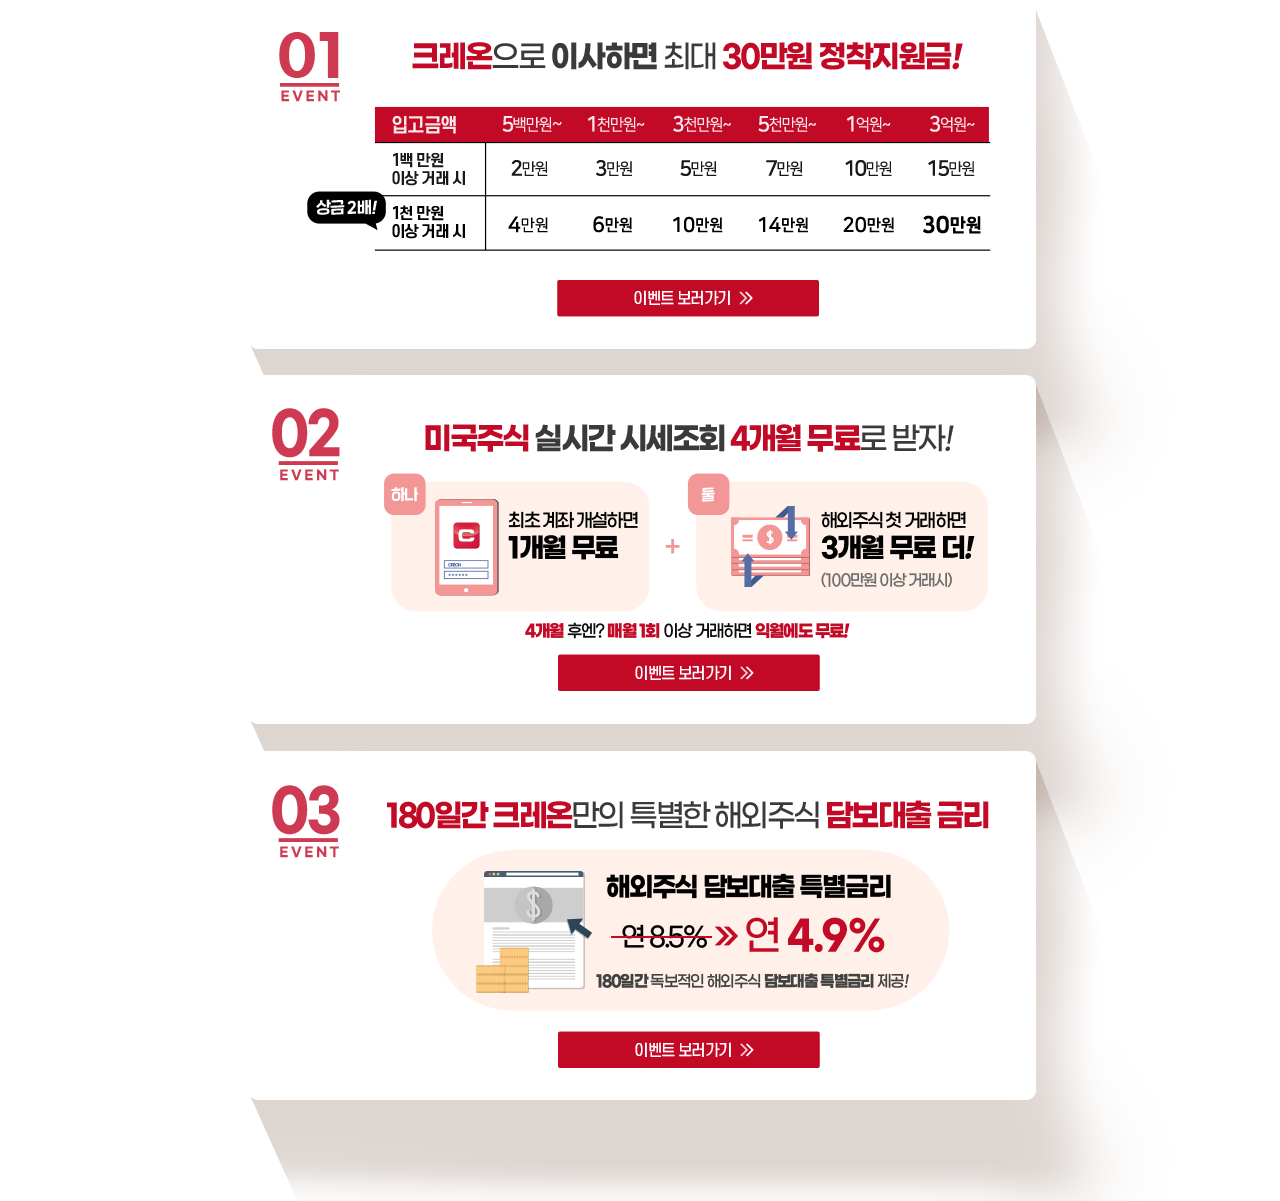 01
EVENT
크레온으로 이사하면 최대 30만원 정착지원금!
입고금액 5백만원~ 1천만원~ 3천만원~ 5천만원~ 1억원~ 3억원~
1백 만원
이상 거래 시
2만원 3만원 5만원 7만원 10만원 15만원
상금 2배!
1천 만원
이상 거래 시
4만원 6만원 10만원 14만원 20만원 30만원
이벤트 보러가기
02
EVENT
미국주식 실시간 시세조회 4개월 무료로 받자!
하나
최초 계좌 개설하면
1개월 무료
CREON
******
+
둘
해외주식 첫 거래하면
3개월 무료 더!
(100만원 이상 거래시)
4개월 후엔? 매월 1회 이상 거래하면 익월에도 무료!
이벤트 보러가기
03
EVENT
180일간 크레온만의 특별한 해외주식 담보대출 금리
해외주식 담보대출 특별금리
연 8.5% 연 4.9%
180일간 독보적인 해외주식 담보대출 특별금리 제공!
이벤트 보러가기